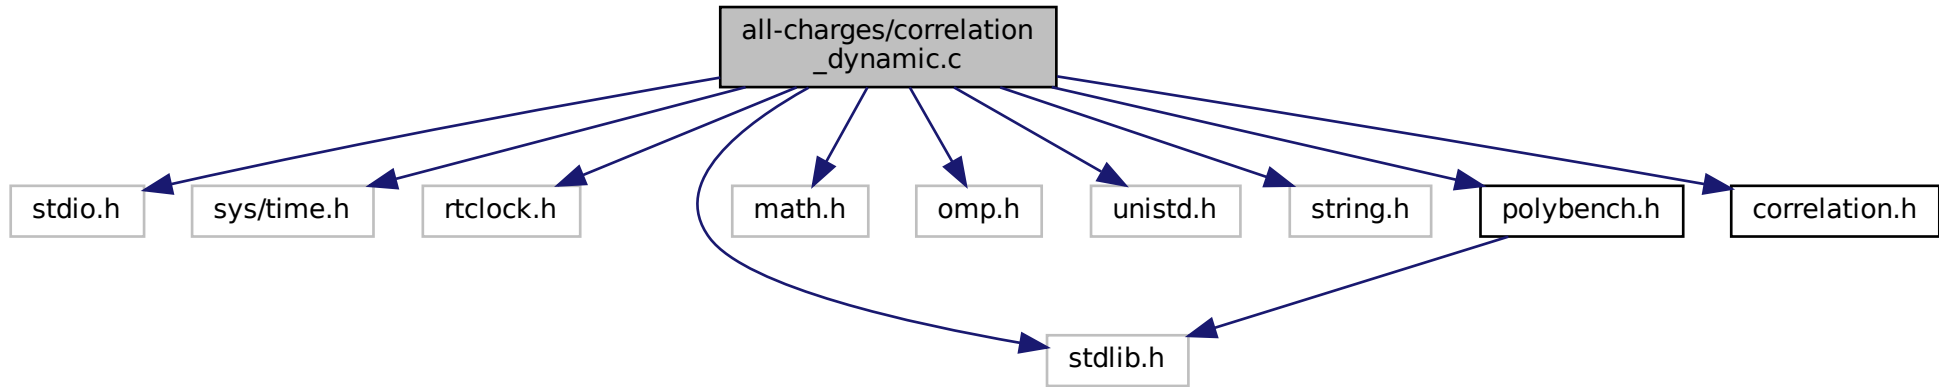 all-charges/correlation
_dynamic.c
stdio.h
sys/time.h
rtclock.h
math.h
omp.h
unistd.h
string.h
polybench.h
correlation.h
stdlib.h